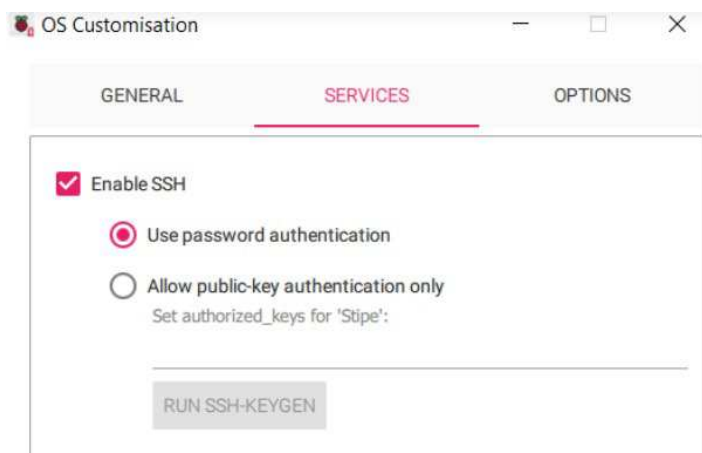 OS Customisation
GENERAL SERVICES OPTIONS
Enable SSH
Use password authentication
Allow public-key authentication only
Set authorized_keys for 'Stipe':
RUN SSH-KEYGEN